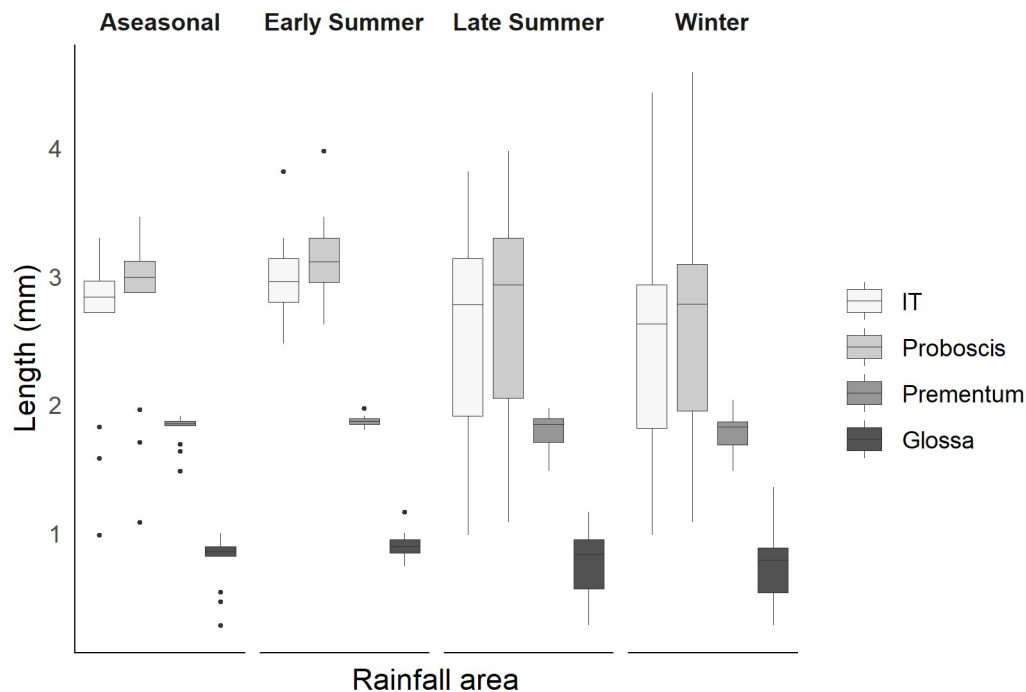 Aseasonal Early Summer Late Summer Winter
Length (mm)
4
3
2
1
Rainfall area
IT
Proboscis
Prementum
Glossa